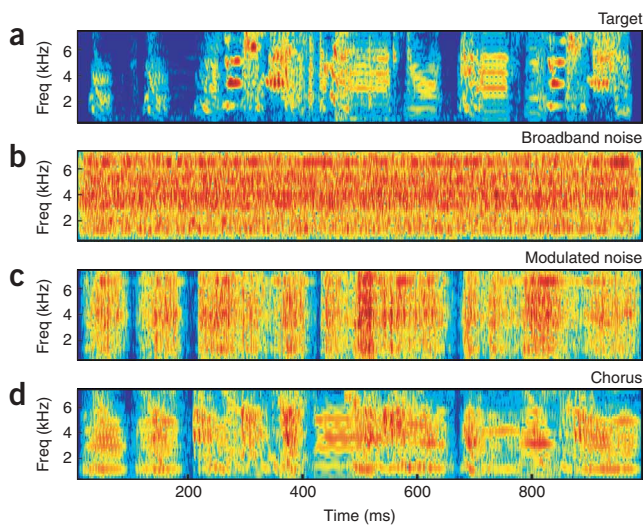 Target
a
Freq (kHz)
6
4
2
Broadband noise
b
Freq (kHz)
6
4
2
Modulated noise
c
Freq (kHz)
6
4
2
Chorus
d
Freq (kHz)
6
4
2
200 400 600 800
Time (ms)